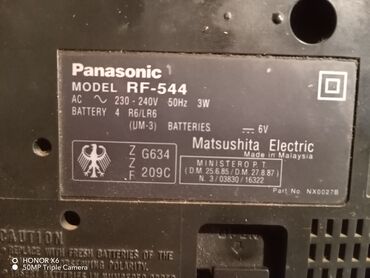 Panasonic
MODEL RF-544
AC ~ 230-240V 50Hz 3W
BATTERY 4 R6/LR6
(UM-3) BATTERIES ⎓ 6V
Matsushita Electric
Made in Malaysia
Z Z F G634 209C
MINISTERO P.T.
(D.M. 25.6.85/D.M. 27.8.87)
N. 3/03830/16322
Part No. NX0027B
CAUTION
REPLACE WITH FRESH BATTERIES OF THE
POLARITY.
HONOR X6
50MP Triple Camera